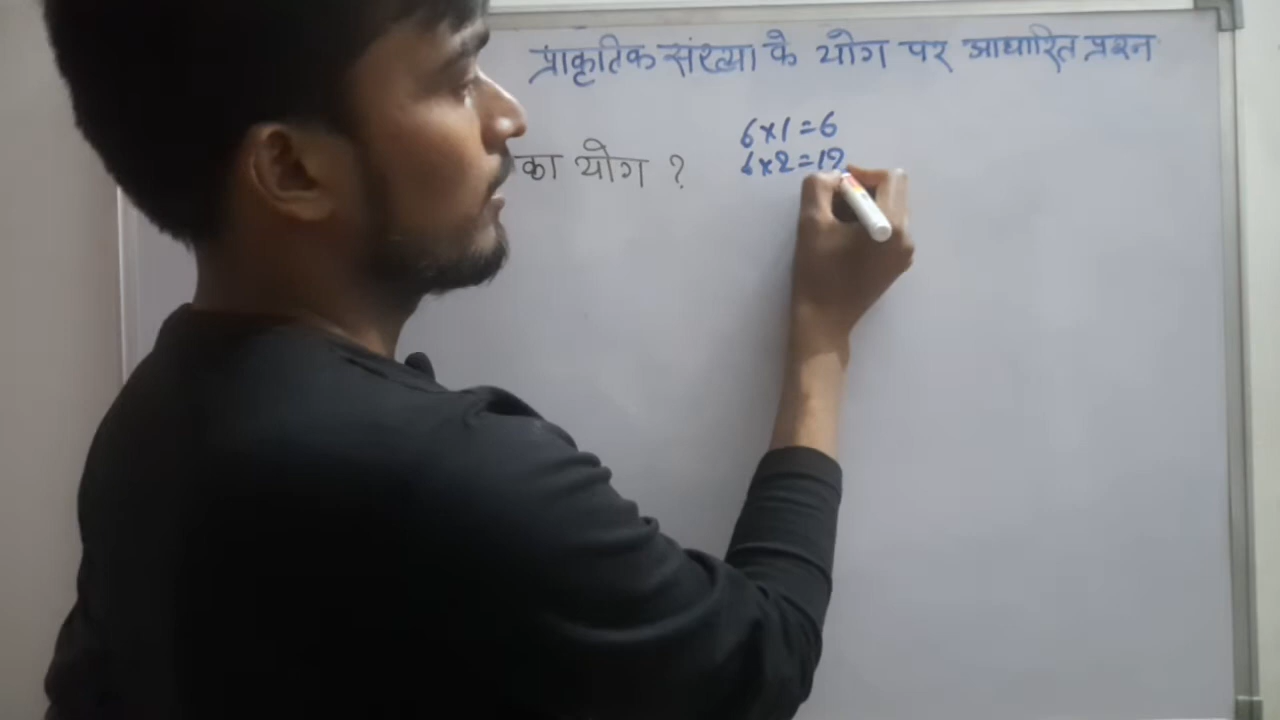 प्राकृतिक संख्या के योग पर आधारित प्रश्न
6×1=6
का योग ?
6×2=12